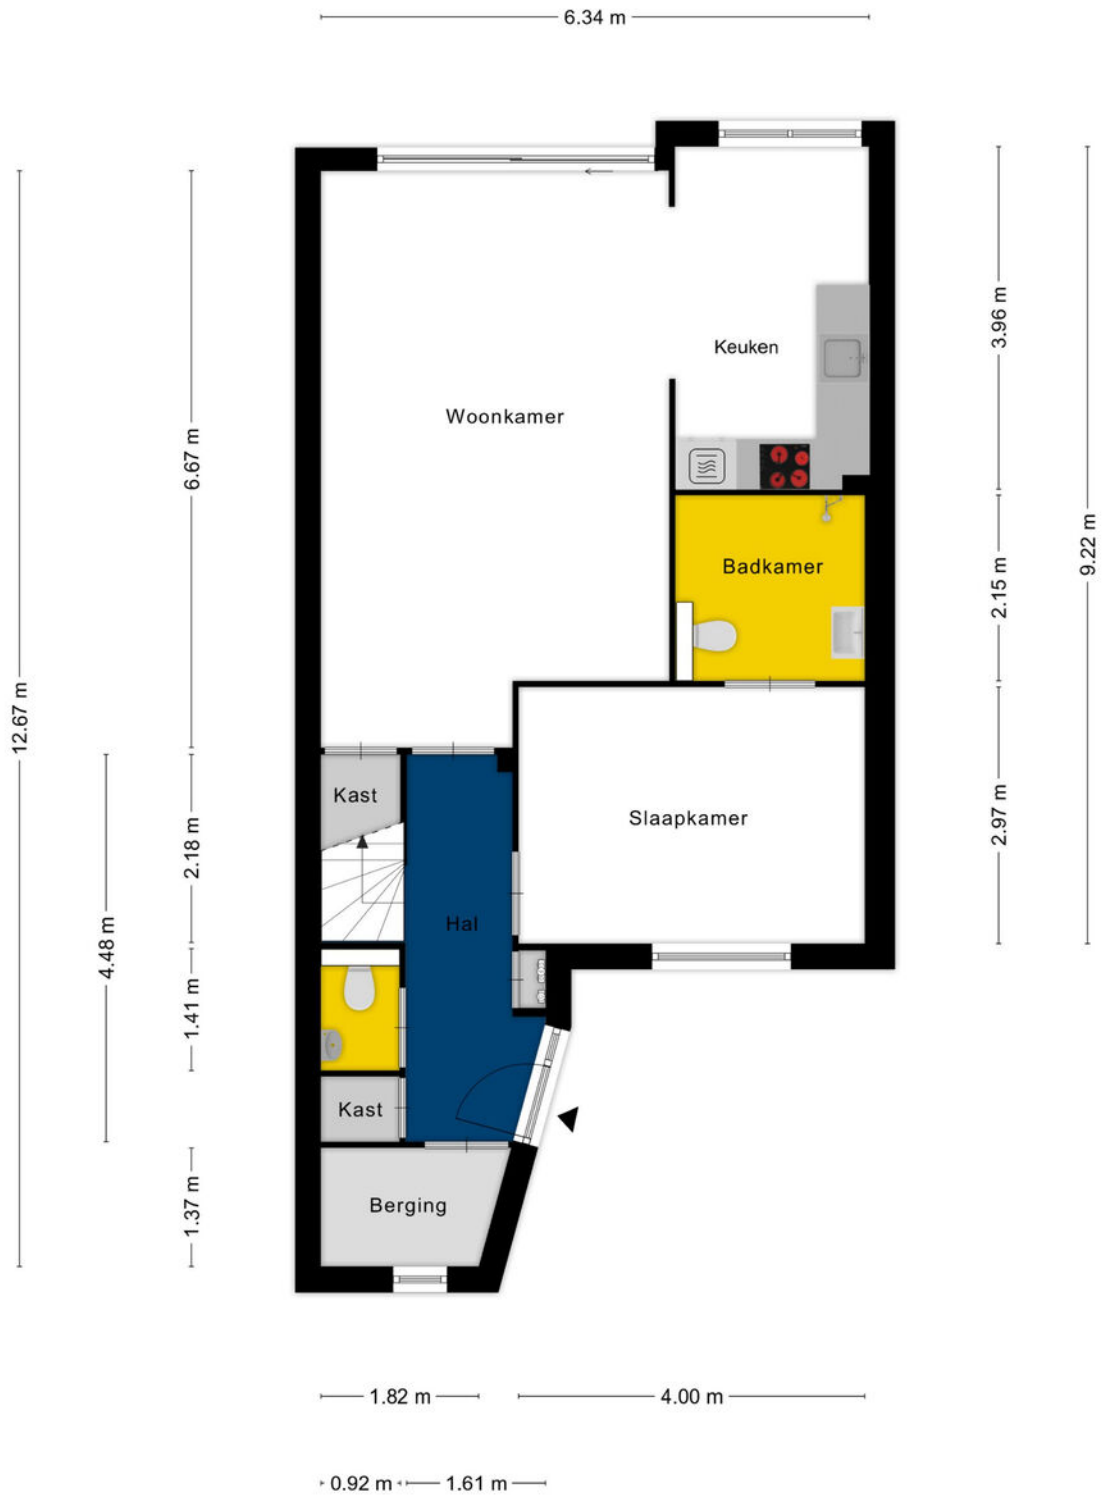 6.34 m
Keuken
3.96 m
Woonkamer
6.67 m
9.22 m
Badkamer
2.15 m
12.67 m
Kast
Slaapkamer
2.97 m
2.18 m
Hal
4.48 m
1.41 m
Kast
Berging
1.37 m
1.82 m
4.00 m
0.92 m
1.61 m